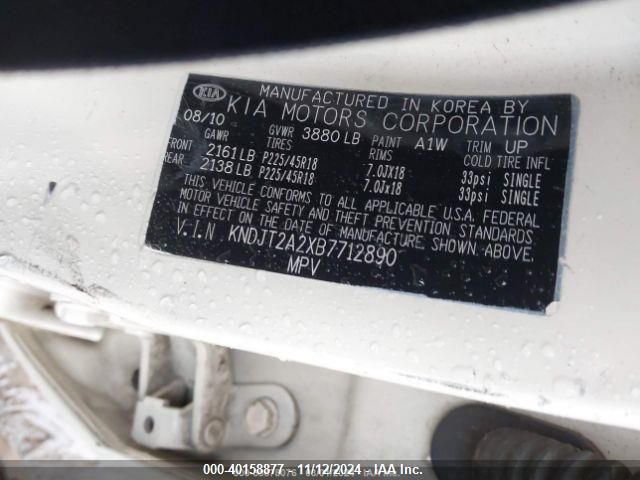 MANUFACTURED IN KOREA BY
KIA KIA MOTORS CORPORATION
08/10 GVWR 3880 LB PAINT A1W TRIM UP
GAWR TIRES RIMS COLD TIRE INFL
FRONT 2161 LB P225/45R18 7.0JX18 33psi SINGLE
REAR 2138 LB P225/45R18 7.0Jx18 33psi SINGLE
THIS VEHICLE CONFORMS TO ALL APPLICABLE U.S.A. FEDERAL
MOTOR VEHICLE SAFETY AND THEFT PREVENTION STANDARDS
IN EFFECT ON THE DATE OF MANUFACTURE SHOWN ABOVE.
V.I.N KNDJT2A2XB7712890
MPV
000-40158877 - 11/12/2024 - IAA Inc.